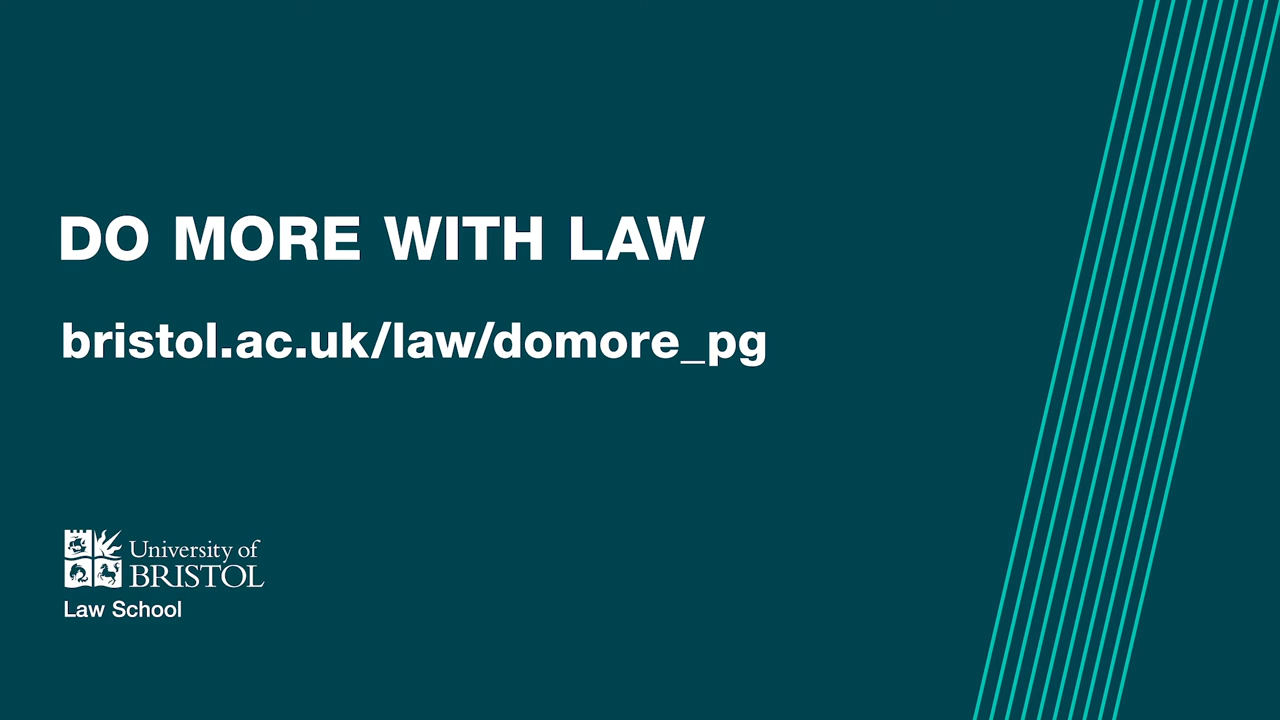 DO MORE WITH LAW
bristol.ac.uk/law/domore_pg
University of
BRISTOL
Law School